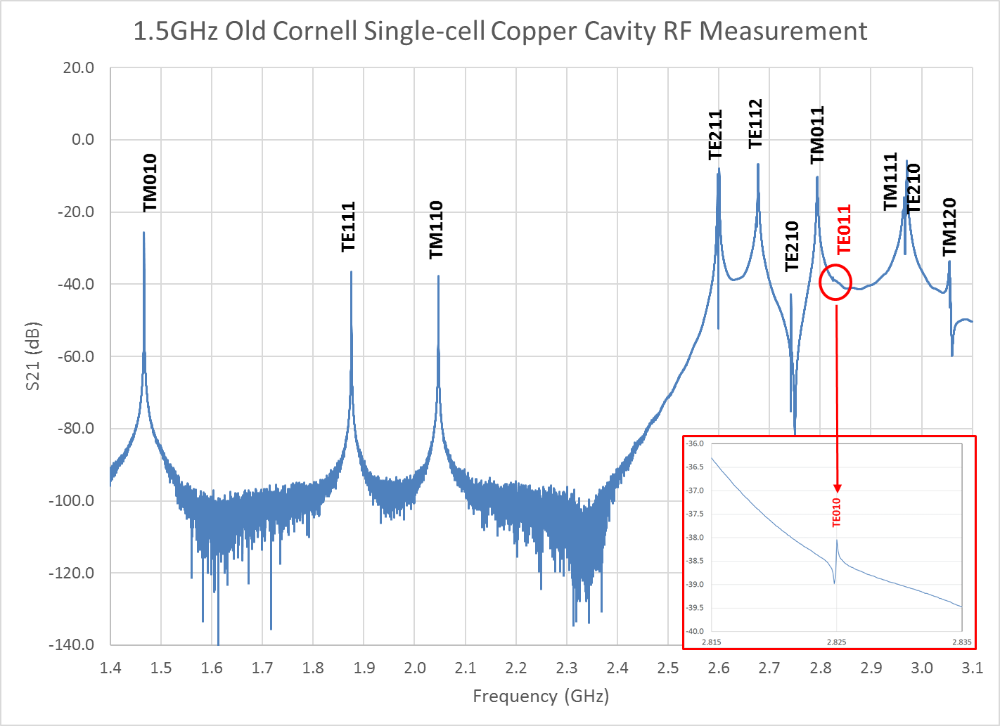 1.5GHz Old Cornell Single-cell Copper Cavity RF Measurement
20.0
0.0
-20.0
-40.0
-60.0
-80.0
-100.0
-120.0
-140.0
S21 (dB)
TM010
TE111
TM110
TE211
TE112
TE210
TM011
TE011
TM111
TE210
TM120
-36.0
-36.5
-37.0
-37.5
-38.0
-38.5
-39.0
-39.5
-40.0
TE010
2.815
2.825
2.835
1.4
1.5
1.6
1.7
1.8
1.9
2.0
2.1
2.2
2.3
2.4
2.5
2.6
2.7
2.8
2.9
3.0
3.1
Frequency (GHz)